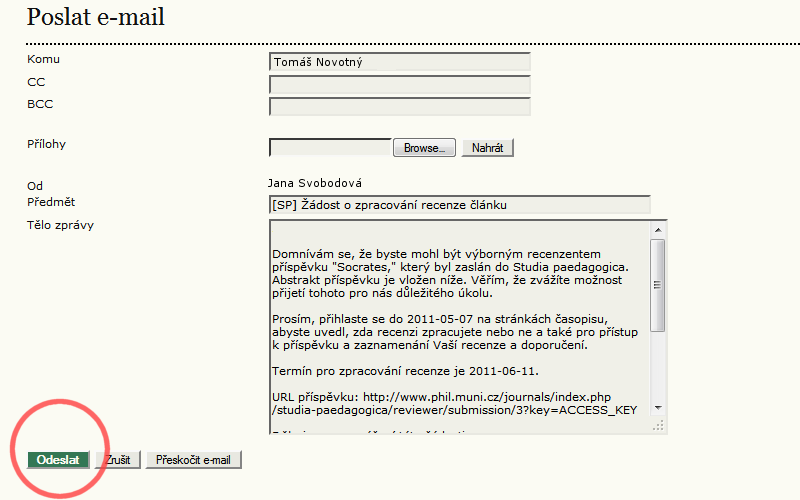 Poslat e-mail
Komu
Tomáš Novotný
CC
BCC
Přílohy
Browse...
Nahrát
Od
Jana Svobodová
Předmět
[SP] Žádost o zpracování recenze článku
Tělo zprávy
Domnívám se, že byste mohl být výborným recenzentem
příspěvku "Socrates," který byl zaslán do Studia paedagogica.
Abstrakt příspěvku je vložen níže. Věřím, že zvážíte možnost
přijetí tohoto pro nás důležitého úkolu.
Prosím, přihlaste se do 2011-05-07 na stránkách časopisu,
abyste uvedl, zda recenzi zpracujete nebo ne a také pro přístup
k příspěvku a zaznamenání Vaší recenze a doporučení.
Termín pro zpracování recenze je 2011-06-11.
URL příspěvku: http://www.phil.muni.cz/journals/index.php
/studia-paedagogica/reviewer/submission/3?key=ACCESS_KEY
Odeslat
Zrušit
Přeskočit e-mail